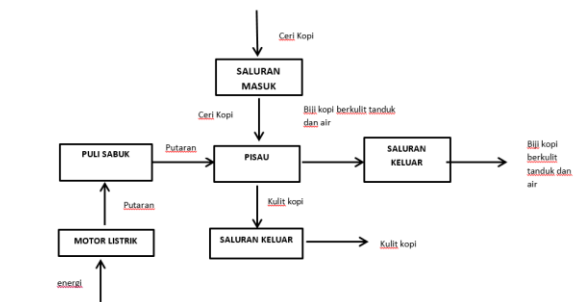 Ceri Kopi
SALURAN
MASUK
Ceri Kopi
Biji kopi berkulit tanduk
dan air
PULI SABUK
Putaran
PISAU
SALURAN
KELUAR
Biji kopi
berkulit
tanduk dan
air
Putaran
Kulit kopi
MOTOR LISTRIK
SALURAN KELUAR
Kulit kopi
energi